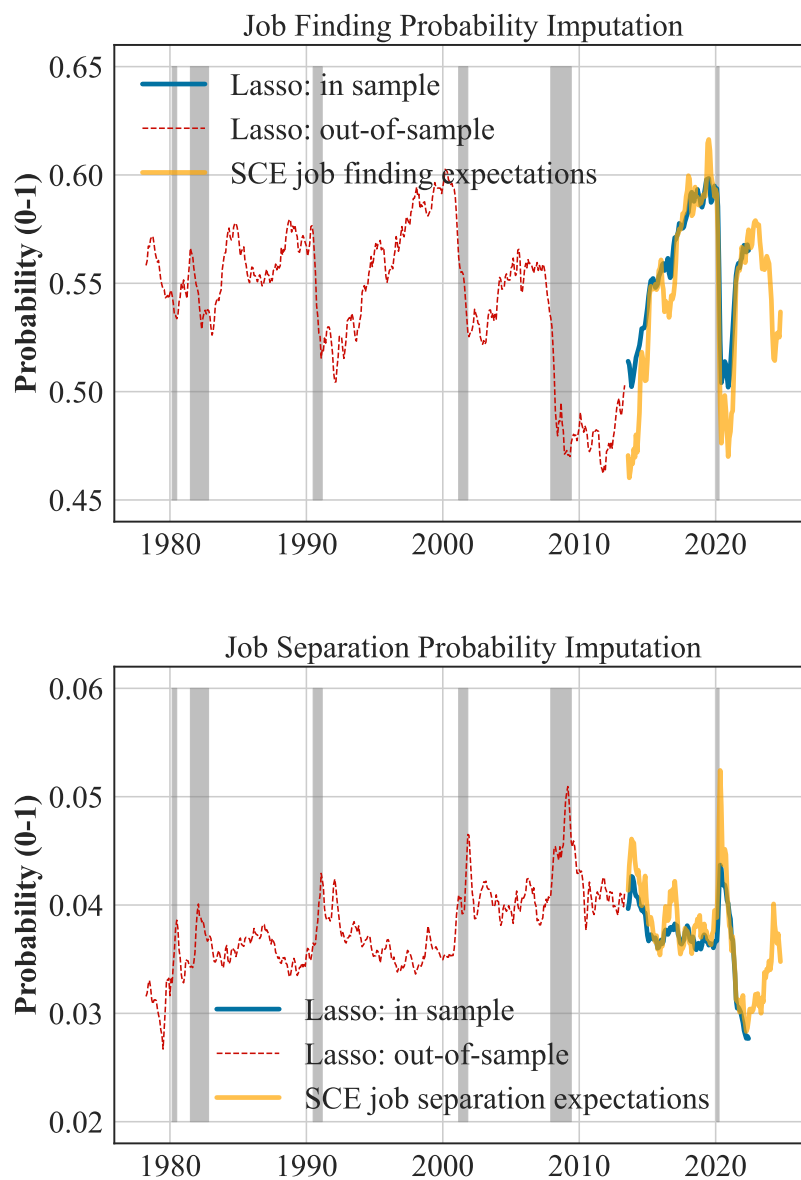 Job Finding Probability Imputation
0.65
Lasso: in sample
Lasso: out-of-sample
0.60
SCE job finding expectations
Probability (0-1)
0.55
0.50
0.45
1980 1990 2000 2010 2020
Job Separation Probability Imputation
0.06
0.05
Probability (0-1)
0.04
0.03
Lasso: in sample
Lasso: out-of-sample
SCE job separation expectations
0.02
1980 1990 2000 2010 2020